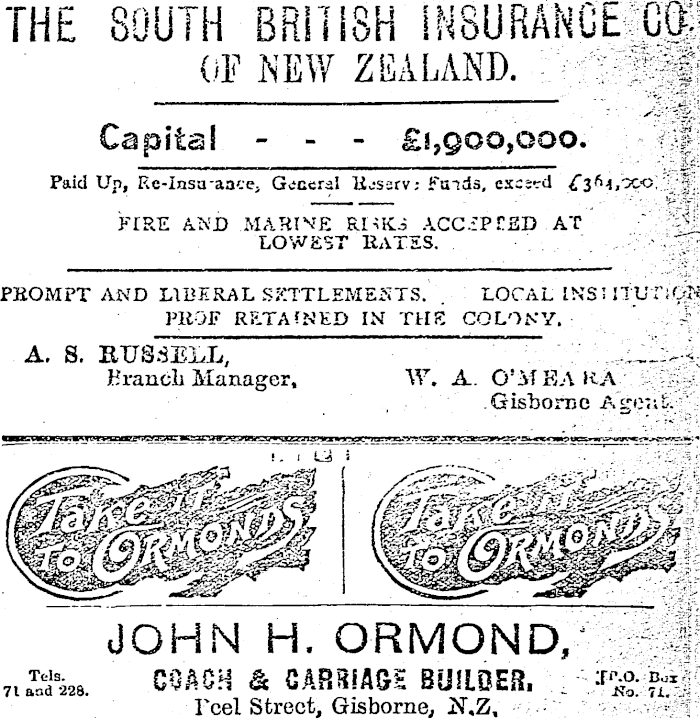 THE SOUTH BRITISH INSURANCE CO.
OF NEW ZEALAND.
Capital - - - £1,900,000.
Paid Up, Re-Insurance, General Reserve Funds, exceed £364,000.
FIRE AND MARINE RISKS ACCEPTED AT
LOWEST RATES.
PROMPT AND LIBERAL SETTLEMENTS. LOCAL INSTITUTION
PROF RETAINED IN THE COLONY.
A. S. RUSSELL,
Branch Manager.
W. A. O'MEARA
Gisborne Agent.
Take it to Ormonds
Take it to Ormonds
JOHN H. ORMOND,
Tels.
71 and 228.
COACH & CARRIAGE BUILDER,
P.O. Box
No. 71.
Peel Street, Gisborne, N.Z,